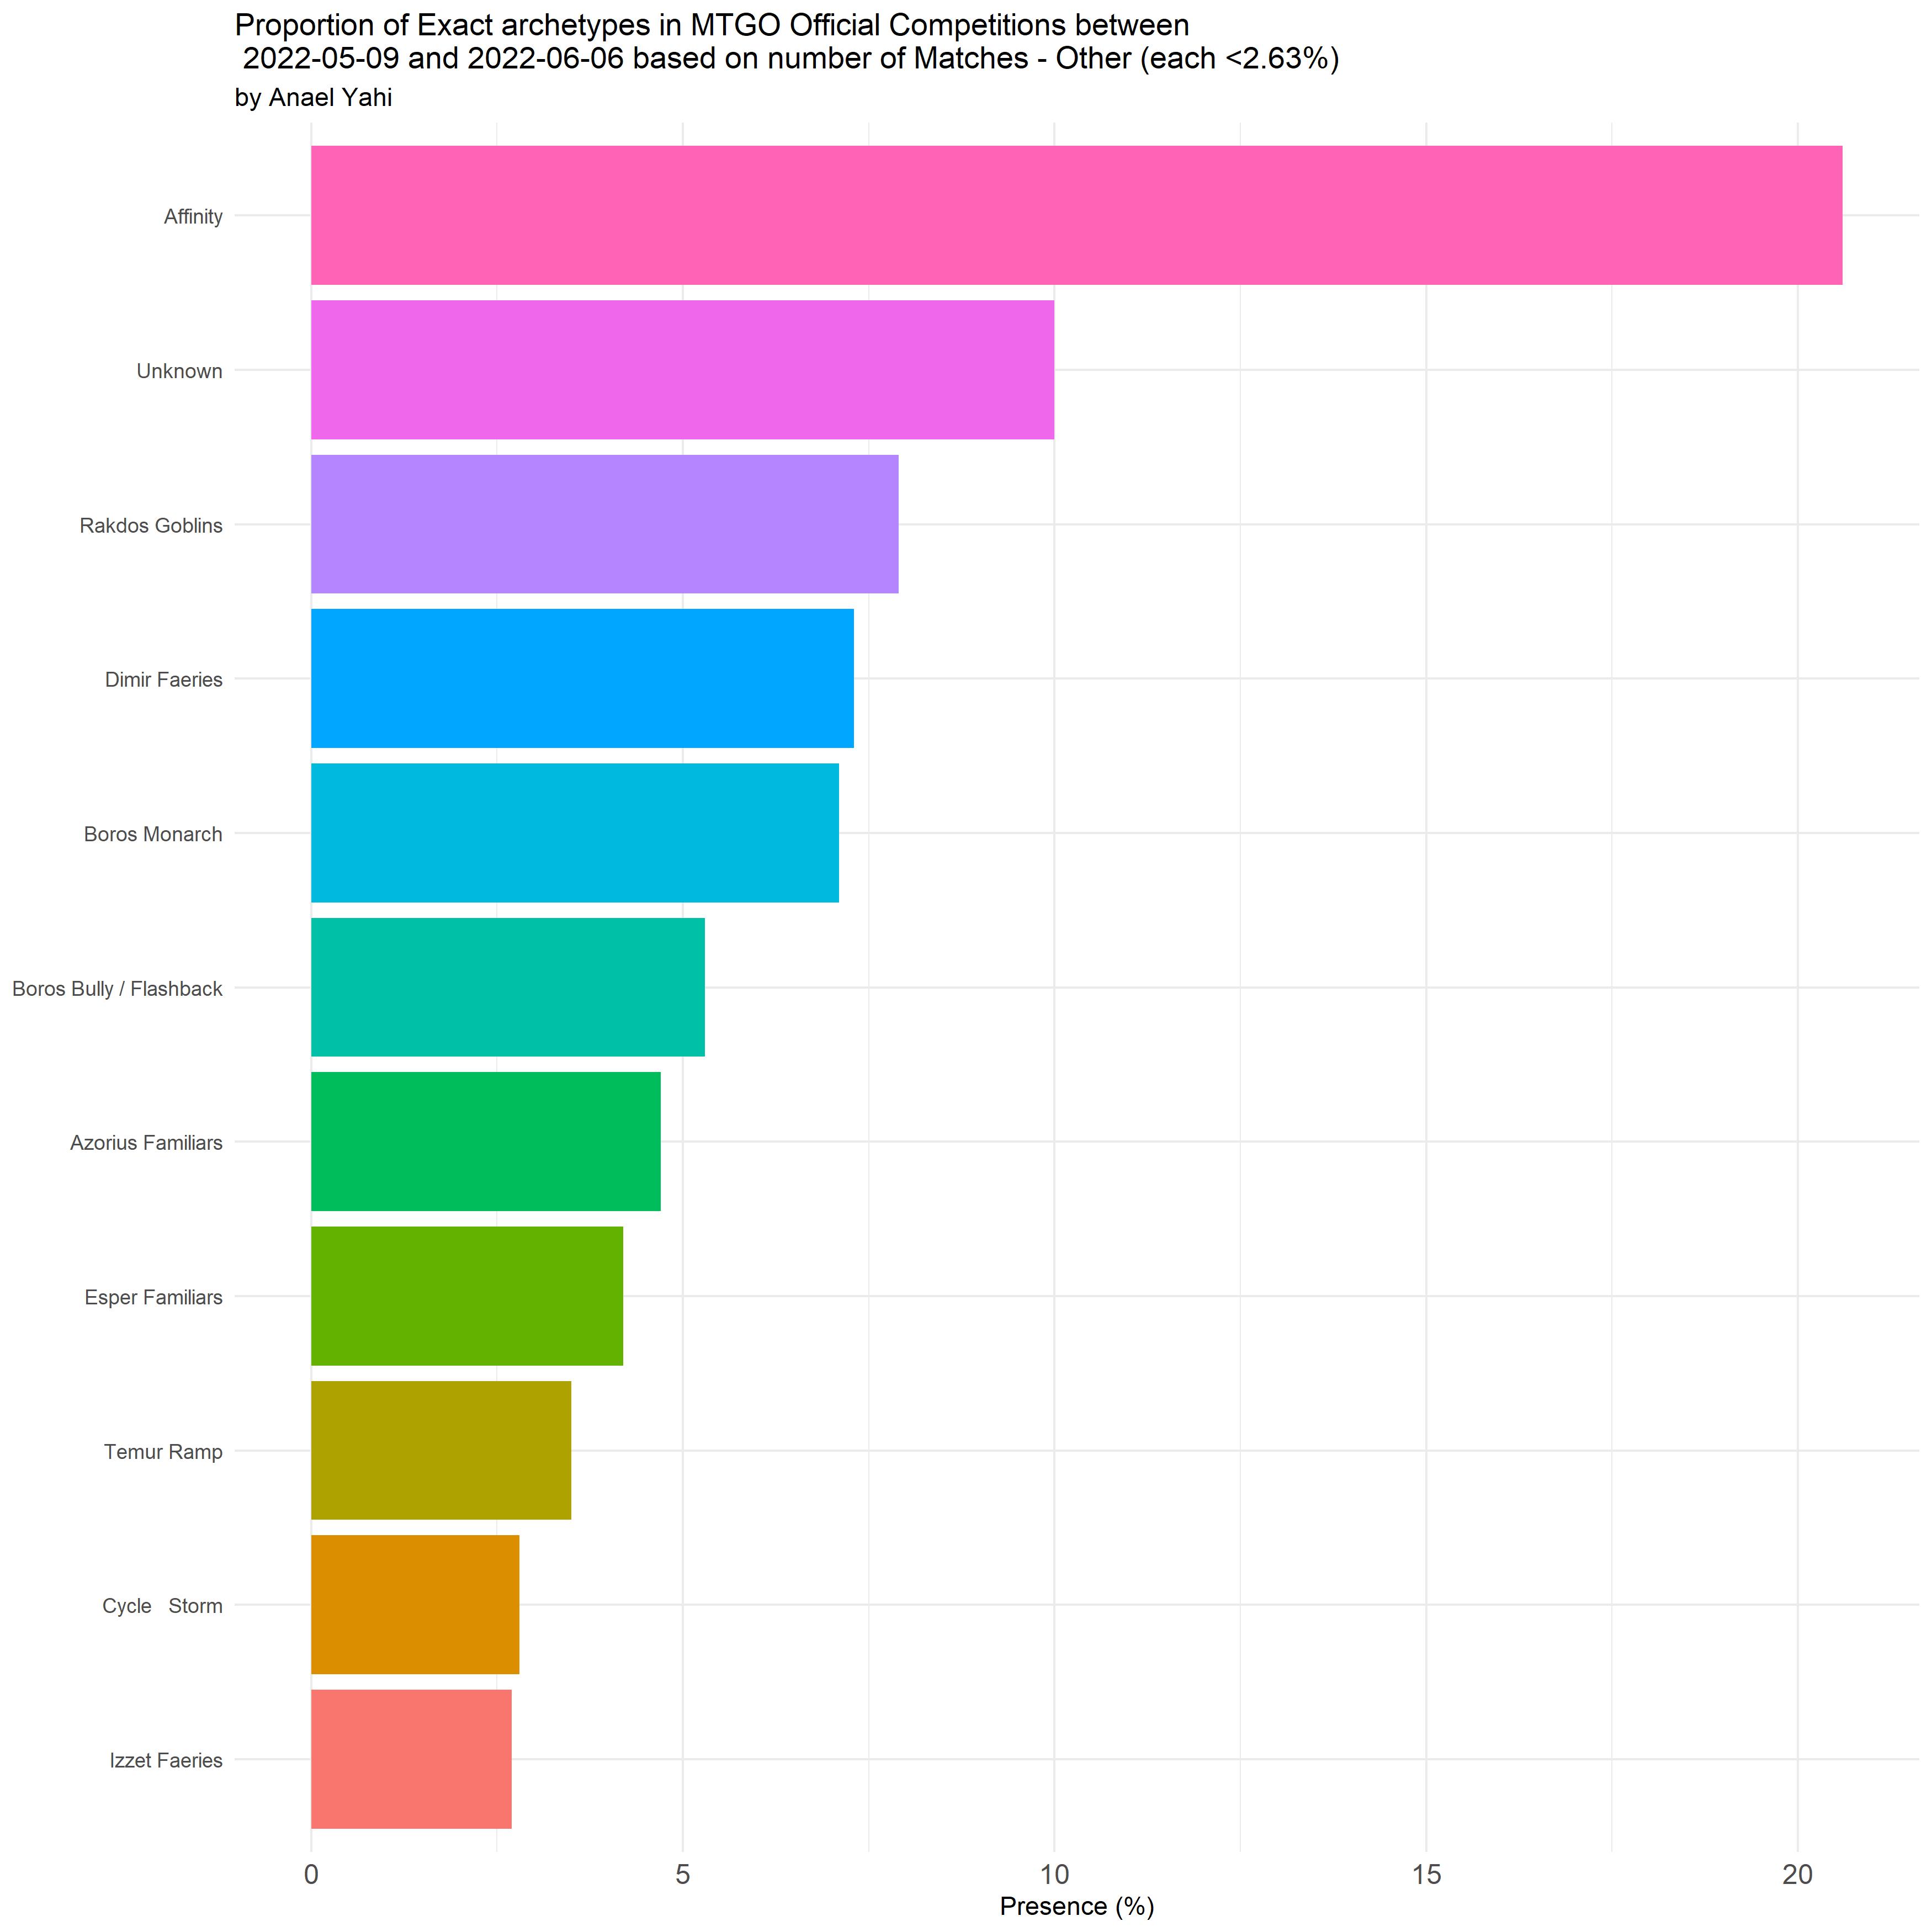 Proportion of Exact archetypes in MTGO Official Competitions between
2022-05-09 and 2022-06-06 based on number of Matches - Other (each <2.63%)
by Anael Yahi
Affinity
Unknown
Rakdos Goblins
Dimir Faeries
Boros Monarch
Boros Bully / Flashback
Azorius Familiars
Esper Familiars
Temur Ramp
Cycle   Storm
Izzet Faeries
0 5 10 15 20
Presence (%)